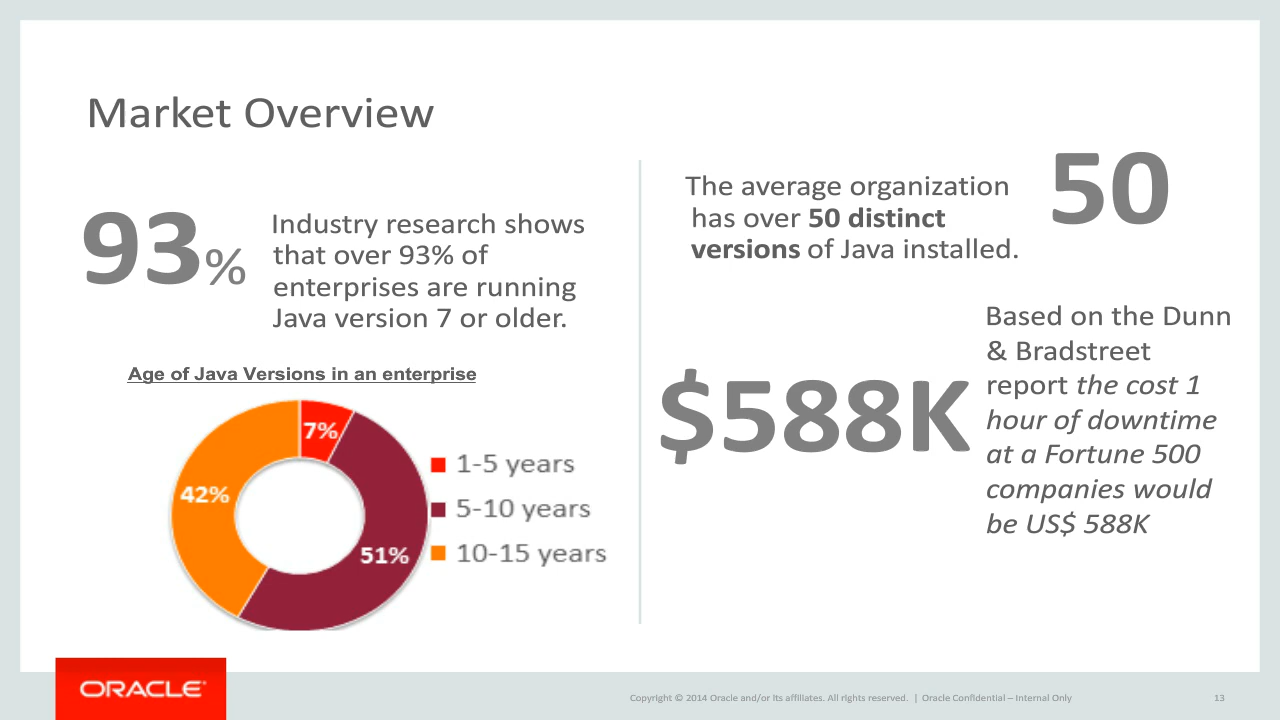 Market Overview
93%
Industry research shows
that over 93% of
enterprises are running
Java version 7 or older.
Age of Java Versions in an enterprise
7%
42%
51%
1-5 years
5-10 years
10-15 years
The average organization
has over 50 distinct
versions of Java installed.
50
$588K
Based on the Dunn
& Bradstreet
report the cost 1
hour of downtime
at a Fortune 500
companies would
be US$ 588K
ORACLE®
Copyright © 2014 Oracle and/or its affiliates. All rights reserved. | Oracle Confidential – Internal Only
13